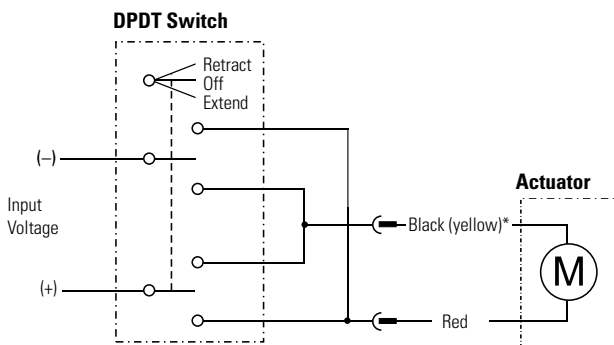 DPDT Switch
Retract
Off
Extend
(–)
Input
Voltage
(+)
Actuator
Black (yellow)*
M
Red